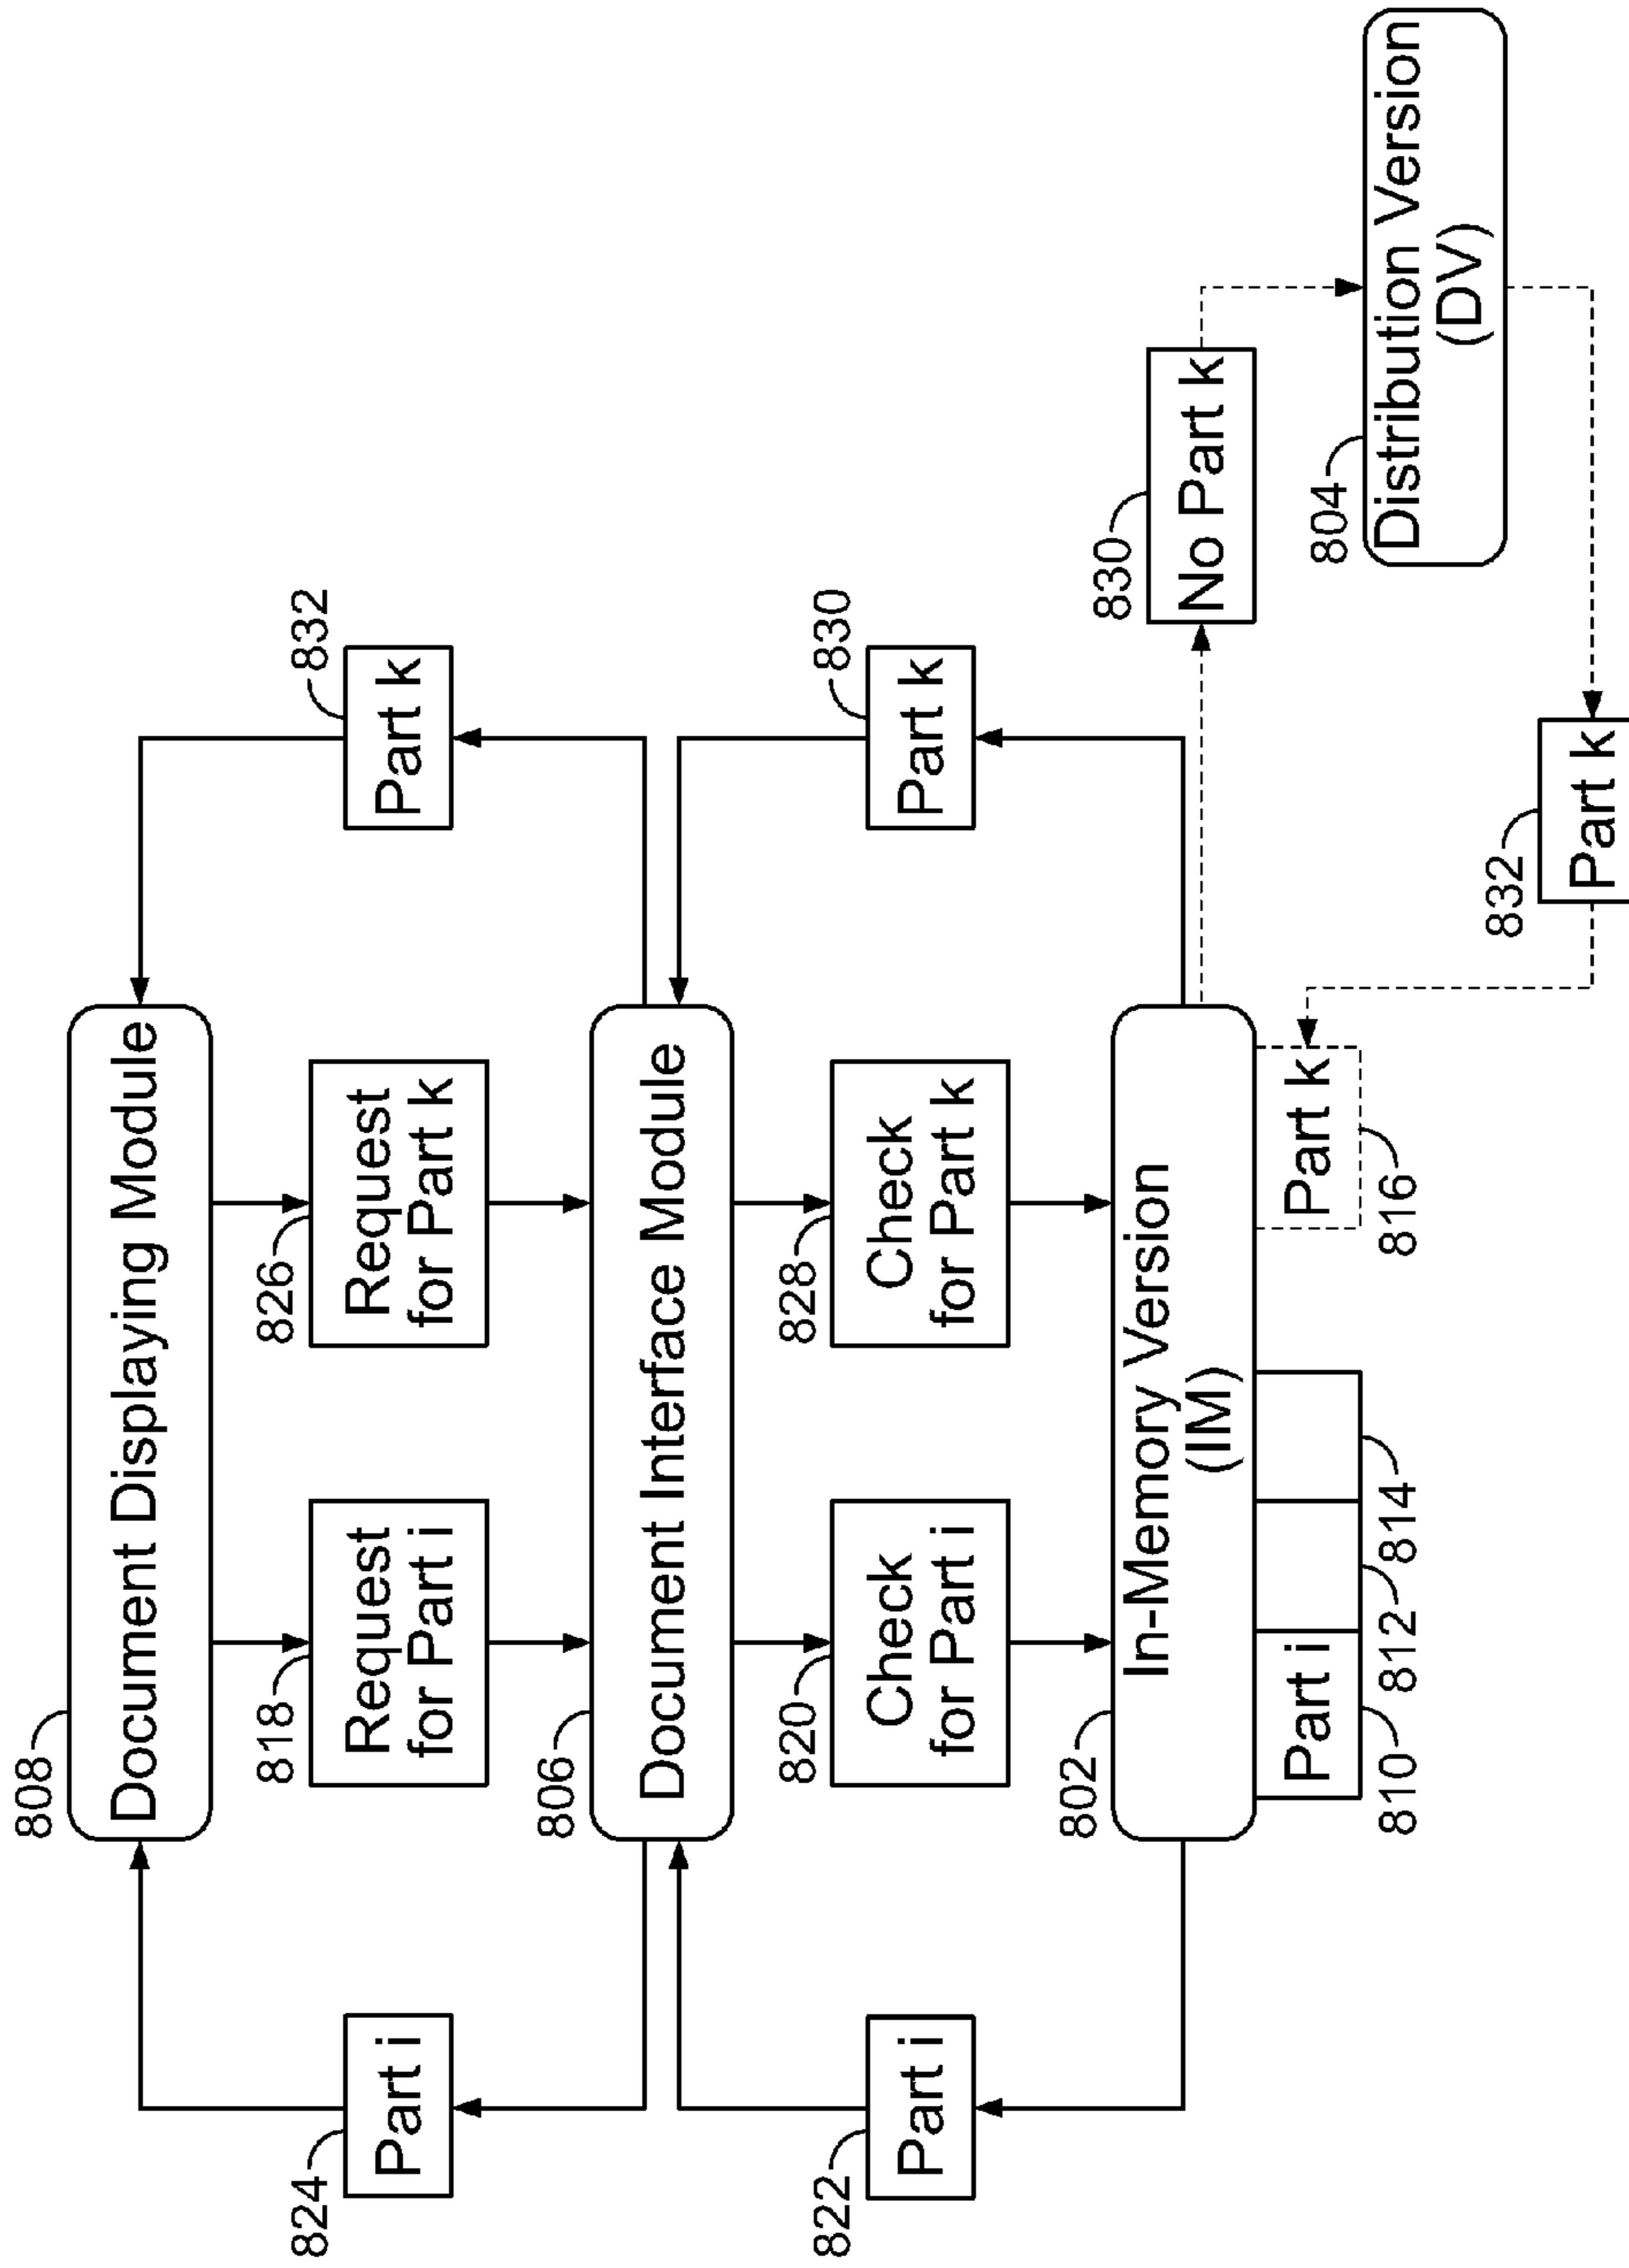 808
Document Displaying Module
824
Part i
818
Request
for Part i
826
Request
for Part k
832
Part k
806
Document Interface Module
822
Part i
820
Check
for Part i
828
Check
for Part k
830
Part k
802
In-Memory Version
(IM)
830
No Part k
Part i
810
812
814
Part k
816
804
Distribution Version
(DV)
832
Part k